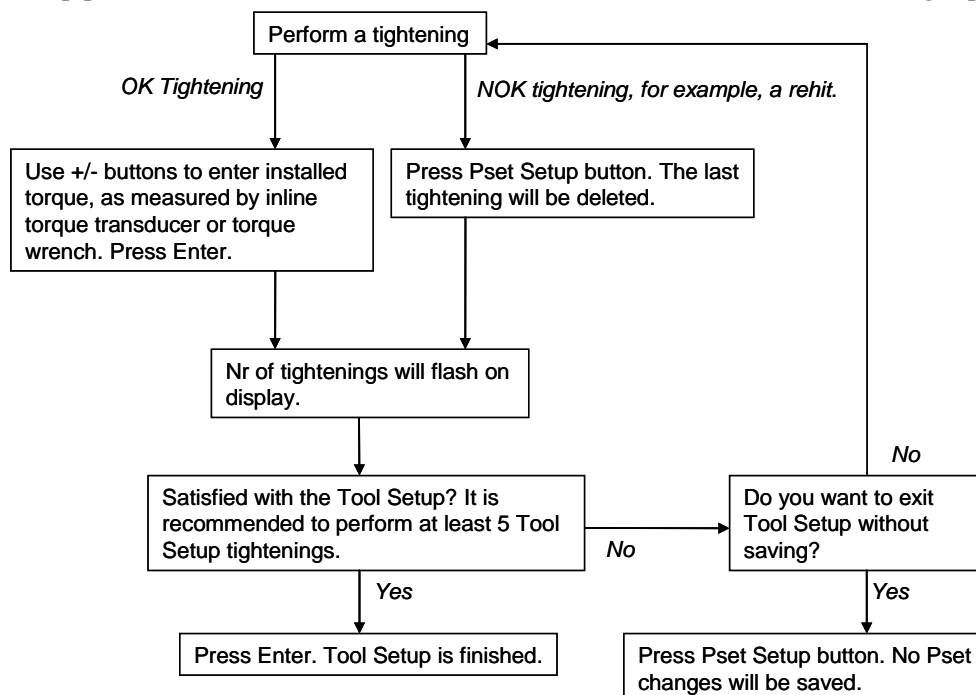 Perform a tightening
OK Tightening
NOK tightening, for example, a rehit.
Use +/- buttons to enter installed
torque, as measured by inline
torque transducer or torque
wrench. Press Enter.
Press Pset Setup button. The last
tightening will be deleted.
Nr of tightenings will flash on
display.
Satisfied with the Tool Setup? It is
recommended to perform at least 5 Tool
Setup tightenings.
No
Do you want to exit
Tool Setup without
saving?
No
Yes
Yes
Press Enter. Tool Setup is finished.
Press Pset Setup button. No Pset
changes will be saved.